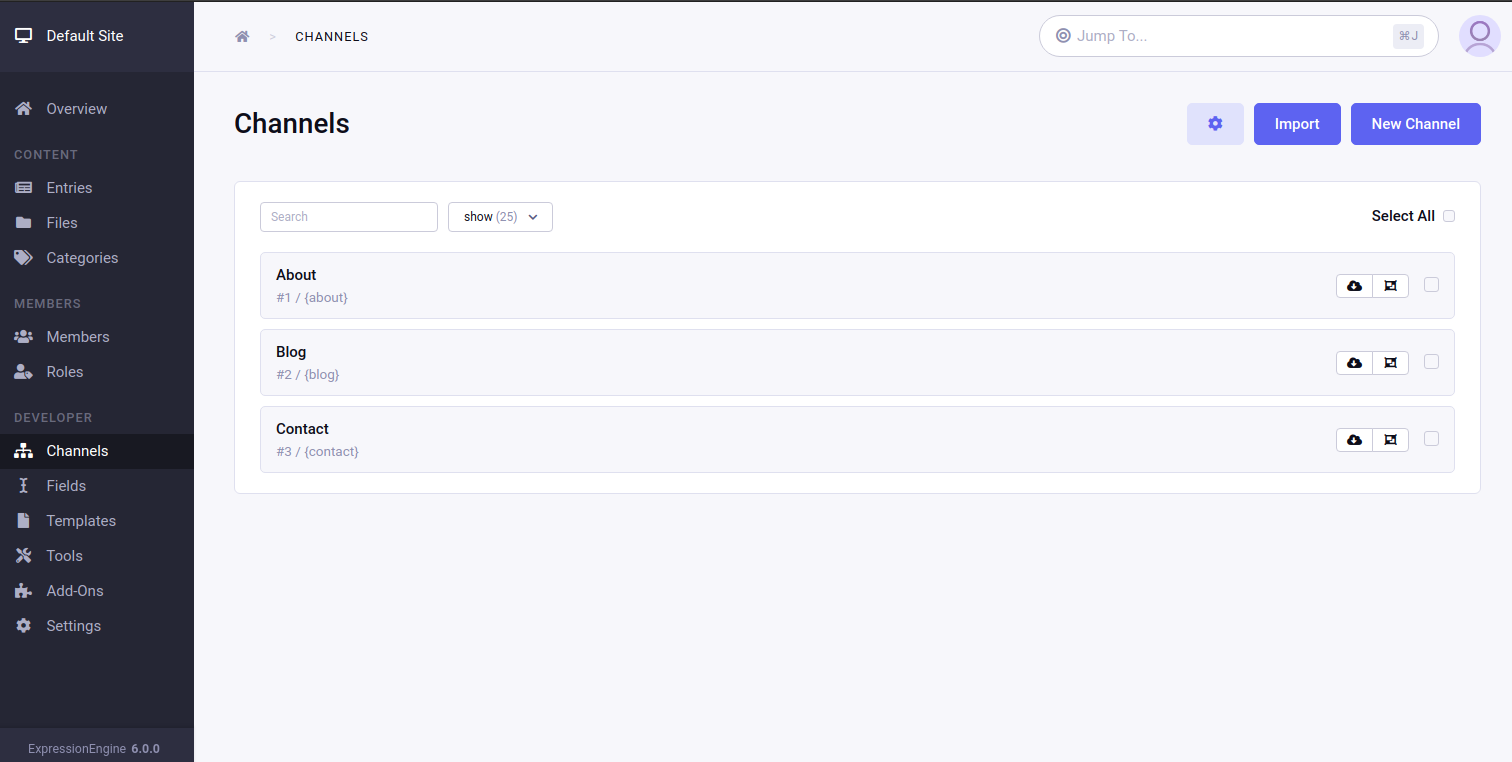 Default Site
Overview
CONTENT
Entries
Files
Categories
MEMBERS
Members
Roles
DEVELOPER
Channels
Fields
Templates
Tools
Add-Ons
Settings
ExpressionEngine 6.0.0
> CHANNELS
Jump To... ⌘J
Channels
Import
New Channel
Search
show (25)
Select All
About
#1 / {about}
Blog
#2 / {blog}
Contact
#3 / {contact}